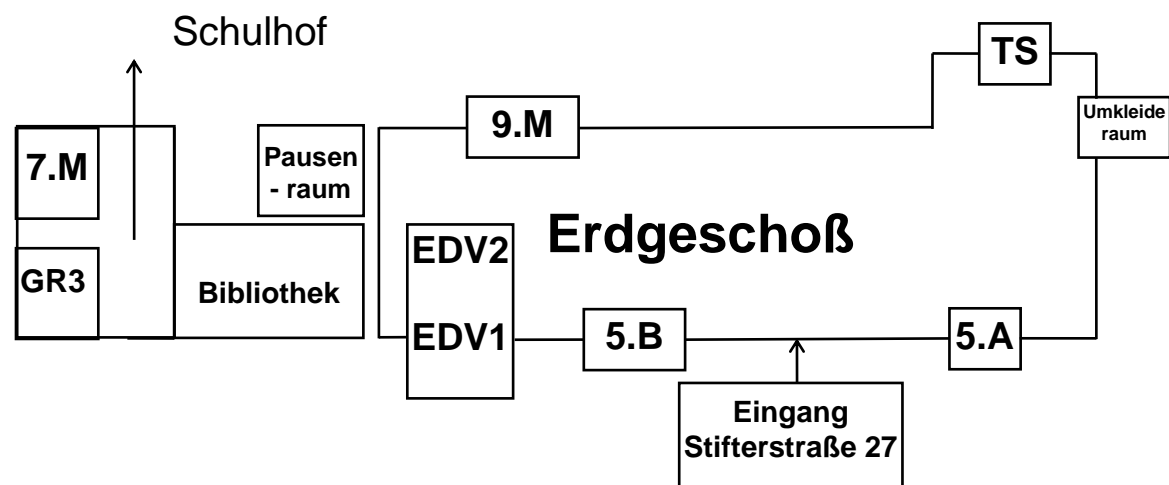 Schulhof
TS
9.M
Umkleide
raum
7.M
Pausen
- raum
Erdgeschoß
EDV2
GR3
Bibliothek
EDV1
5.B
5.A
Eingang
Stifterstraße 27